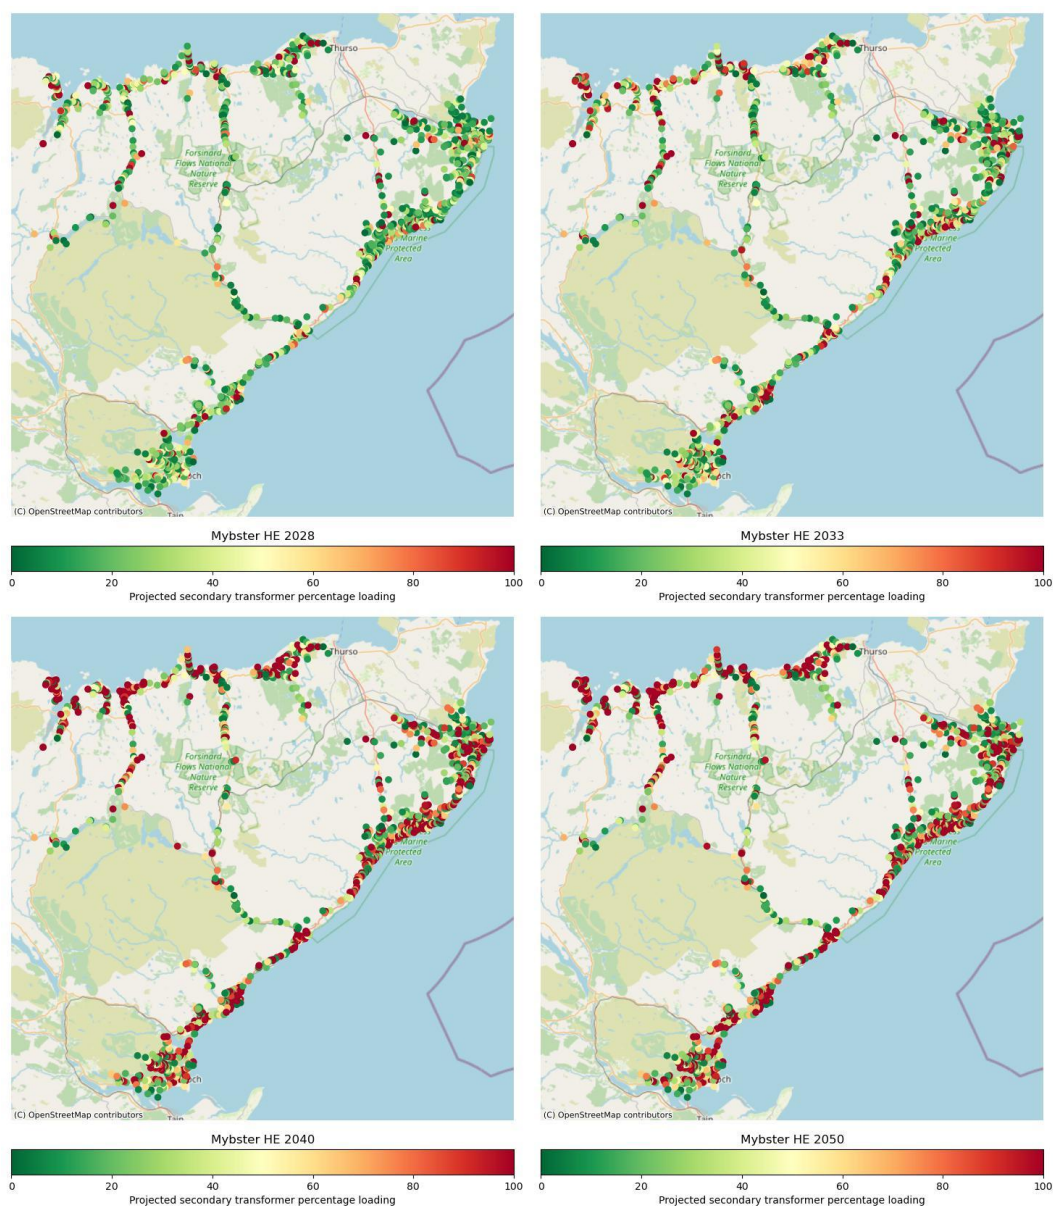 Thurso
Forsinard
Flows National
Nature
Reserve
Marine
Protected
Area
(C) OpenStreetMap contributors
Mybster HE 2028
0 20 40 60 80 100
Projected secondary transformer percentage loading
Thurso
Forsinard
Flows National
Nature
Reserve
Marine
Protected
Area
(C) OpenStreetMap contributors
Mybster HE 2033
0 20 40 60 80 100
Projected secondary transformer percentage loading
Thurso
Forsinard
Flows National
Nature
Reserve
Marine
Protected
Area
(C) OpenStreetMap contributors
Mybster HE 2040
0 20 40 60 80 100
Projected secondary transformer percentage loading
Thurso
Forsinard
Flows National
Nature
Reserve
Marine
Protected
Area
(C) OpenStreetMap contributors
Mybster HE 2050
0 20 40 60 80 100
Projected secondary transformer percentage loading